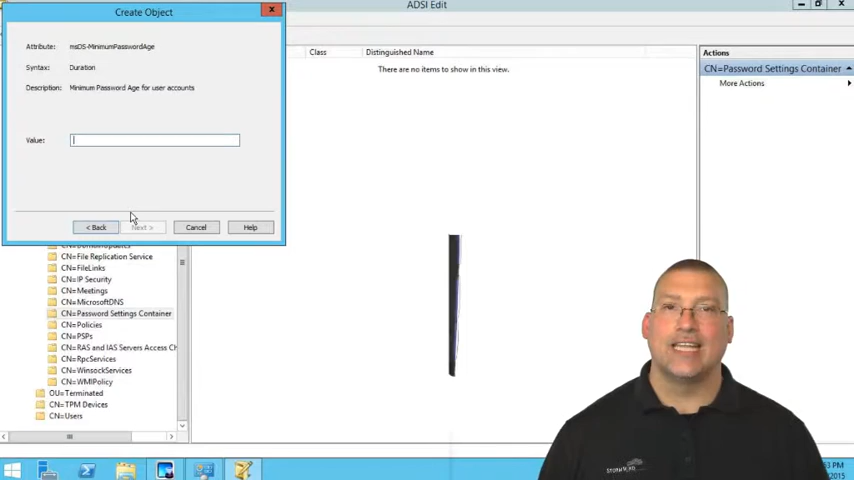 Create Object
ADSI Edit
Attribute: msDS-MinimumPasswordAge
Syntax: Duration
Description: Minimum Password Age for user accounts
Value:
< Back
Next >
Cancel
Help
Class
Distinguished Name
There are no items to show in this view.
Actions
CN=Password Settings Container
More Actions
CN=File Replication Service
CN=FileLinks
CN=IP Security
CN=Meetings
CN=MicrosoftDNS
CN=Password Settings Container
CN=Policies
CN=PSPs
CN=RAS and IAS Servers Access Ch
CN=RpcServices
CN=WinsockServices
CN=WMIPolicy
OU=Terminated
CN=TPM Devices
CN=Users